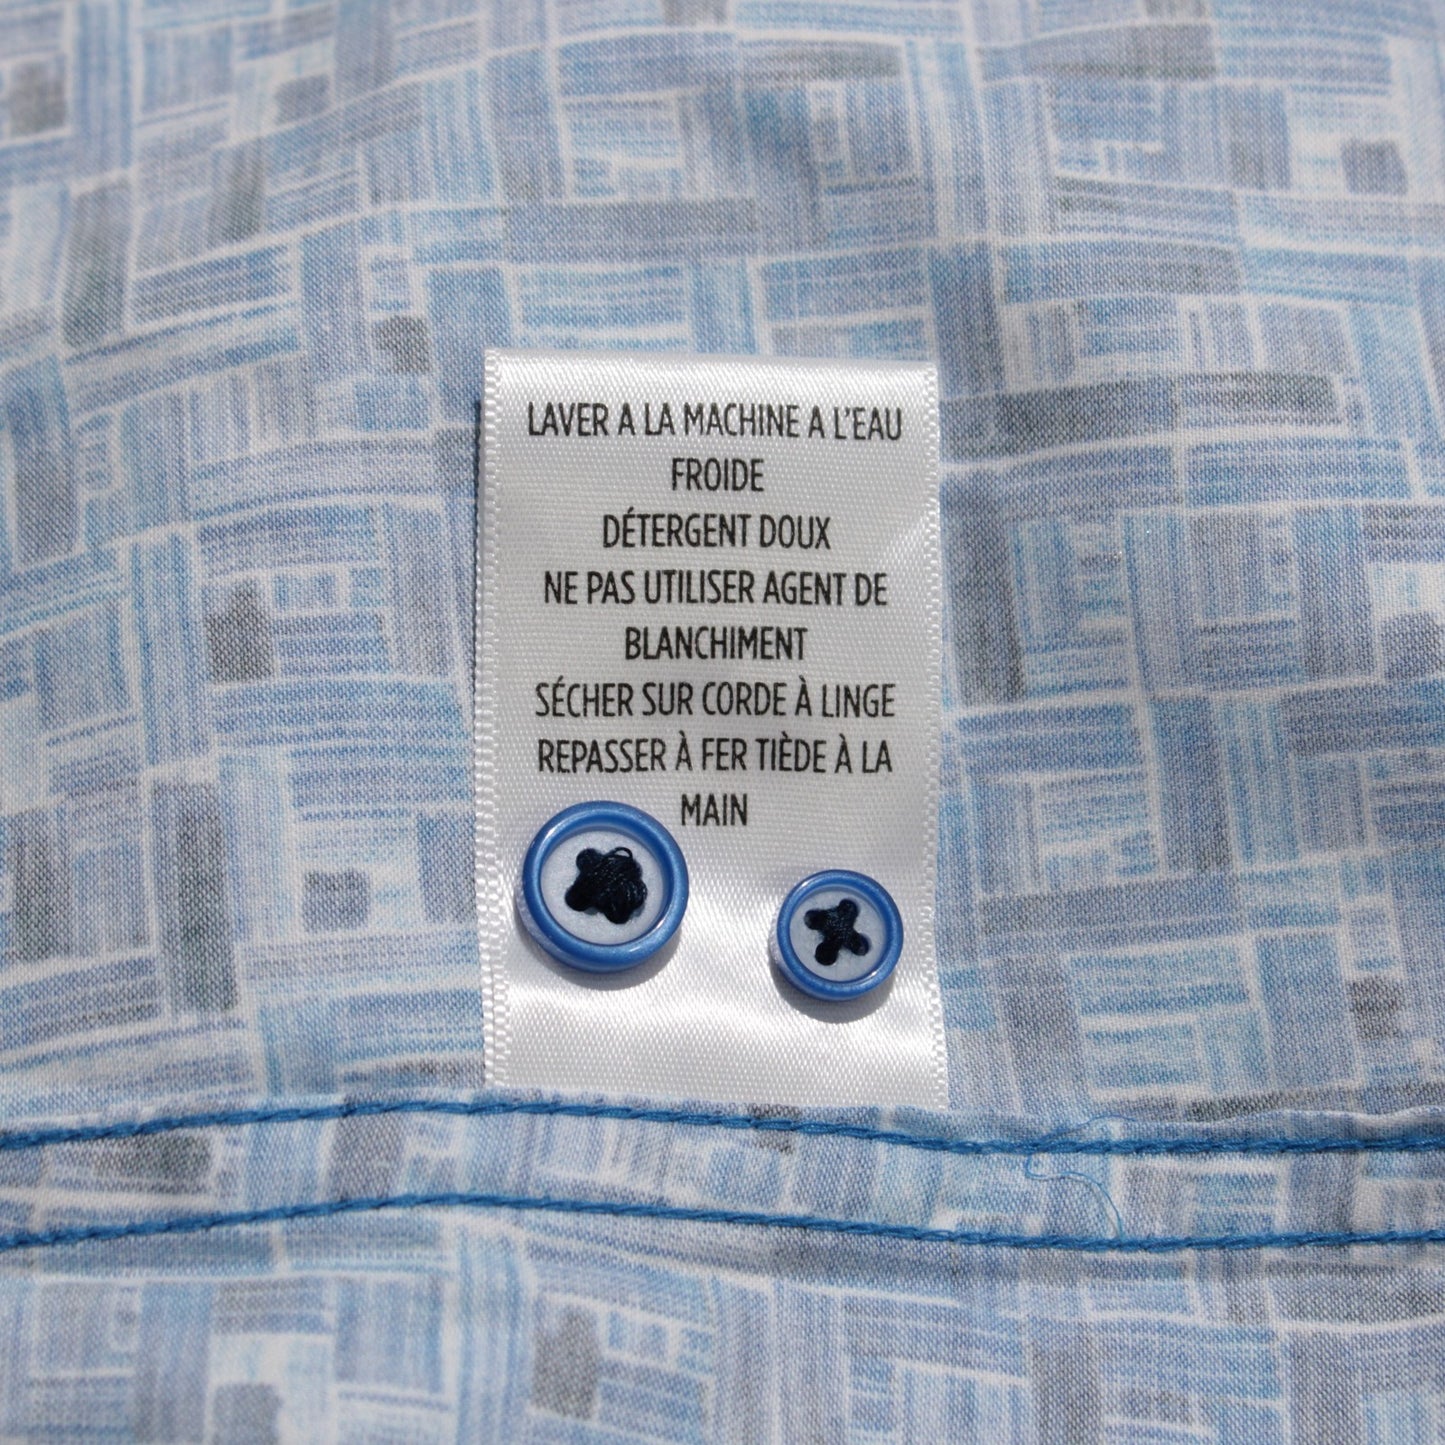 LAVER A LA MACHINE A L'EAU
FROIDE
DÉTERGENT DOUX
NE PAS UTILISER AGENT DE
BLANCHIMENT
SÉCHER SUR CORDE À LINGE
REPASSER À FER TIÈDE À LA
MAIN